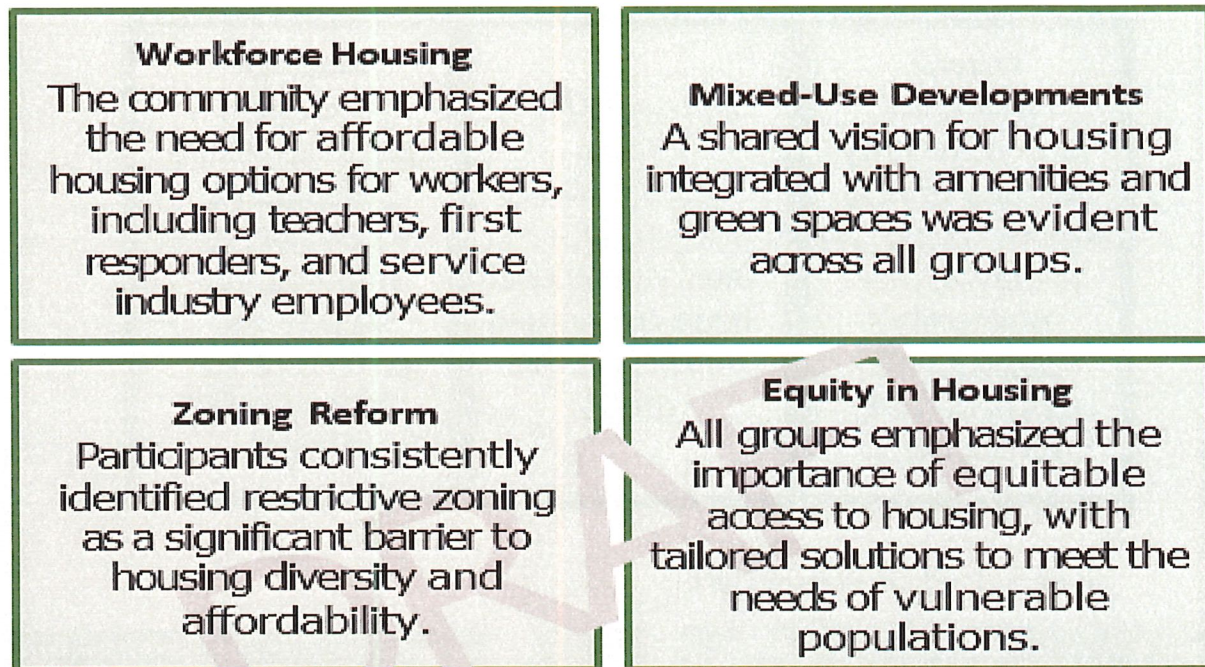 Workforce Housing
The community emphasized
the need for affordable
housing options for workers,
including teachers, first
responders, and service
industry employees.
Mixed-Use Developments
A shared vision for housing
integrated with amenities and
green spaces was evident
across all groups.
Zoning Reform
Participants consistently
identified restrictive zoning
as a significant barrier to
housing diversity and
affordability.
Equity in Housing
All groups emphasized the
importance of equitable
access to housing, with
tailored solutions to meet the
needs of vulnerable
populations.
DRAFT